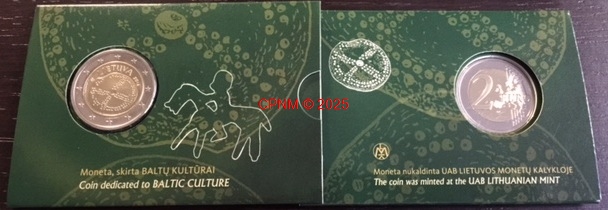 LIETUVA
Moneta, skirta BALTŲ KULTŪRAI
Coin dedicated to BALTIC CULTURE
CPNM © 2025
2
Moneta nukaldinta UAB LIETUVOS MONETŲ KALYKLOJE
The coin was minted at the UAB LITHUANIAN MINT